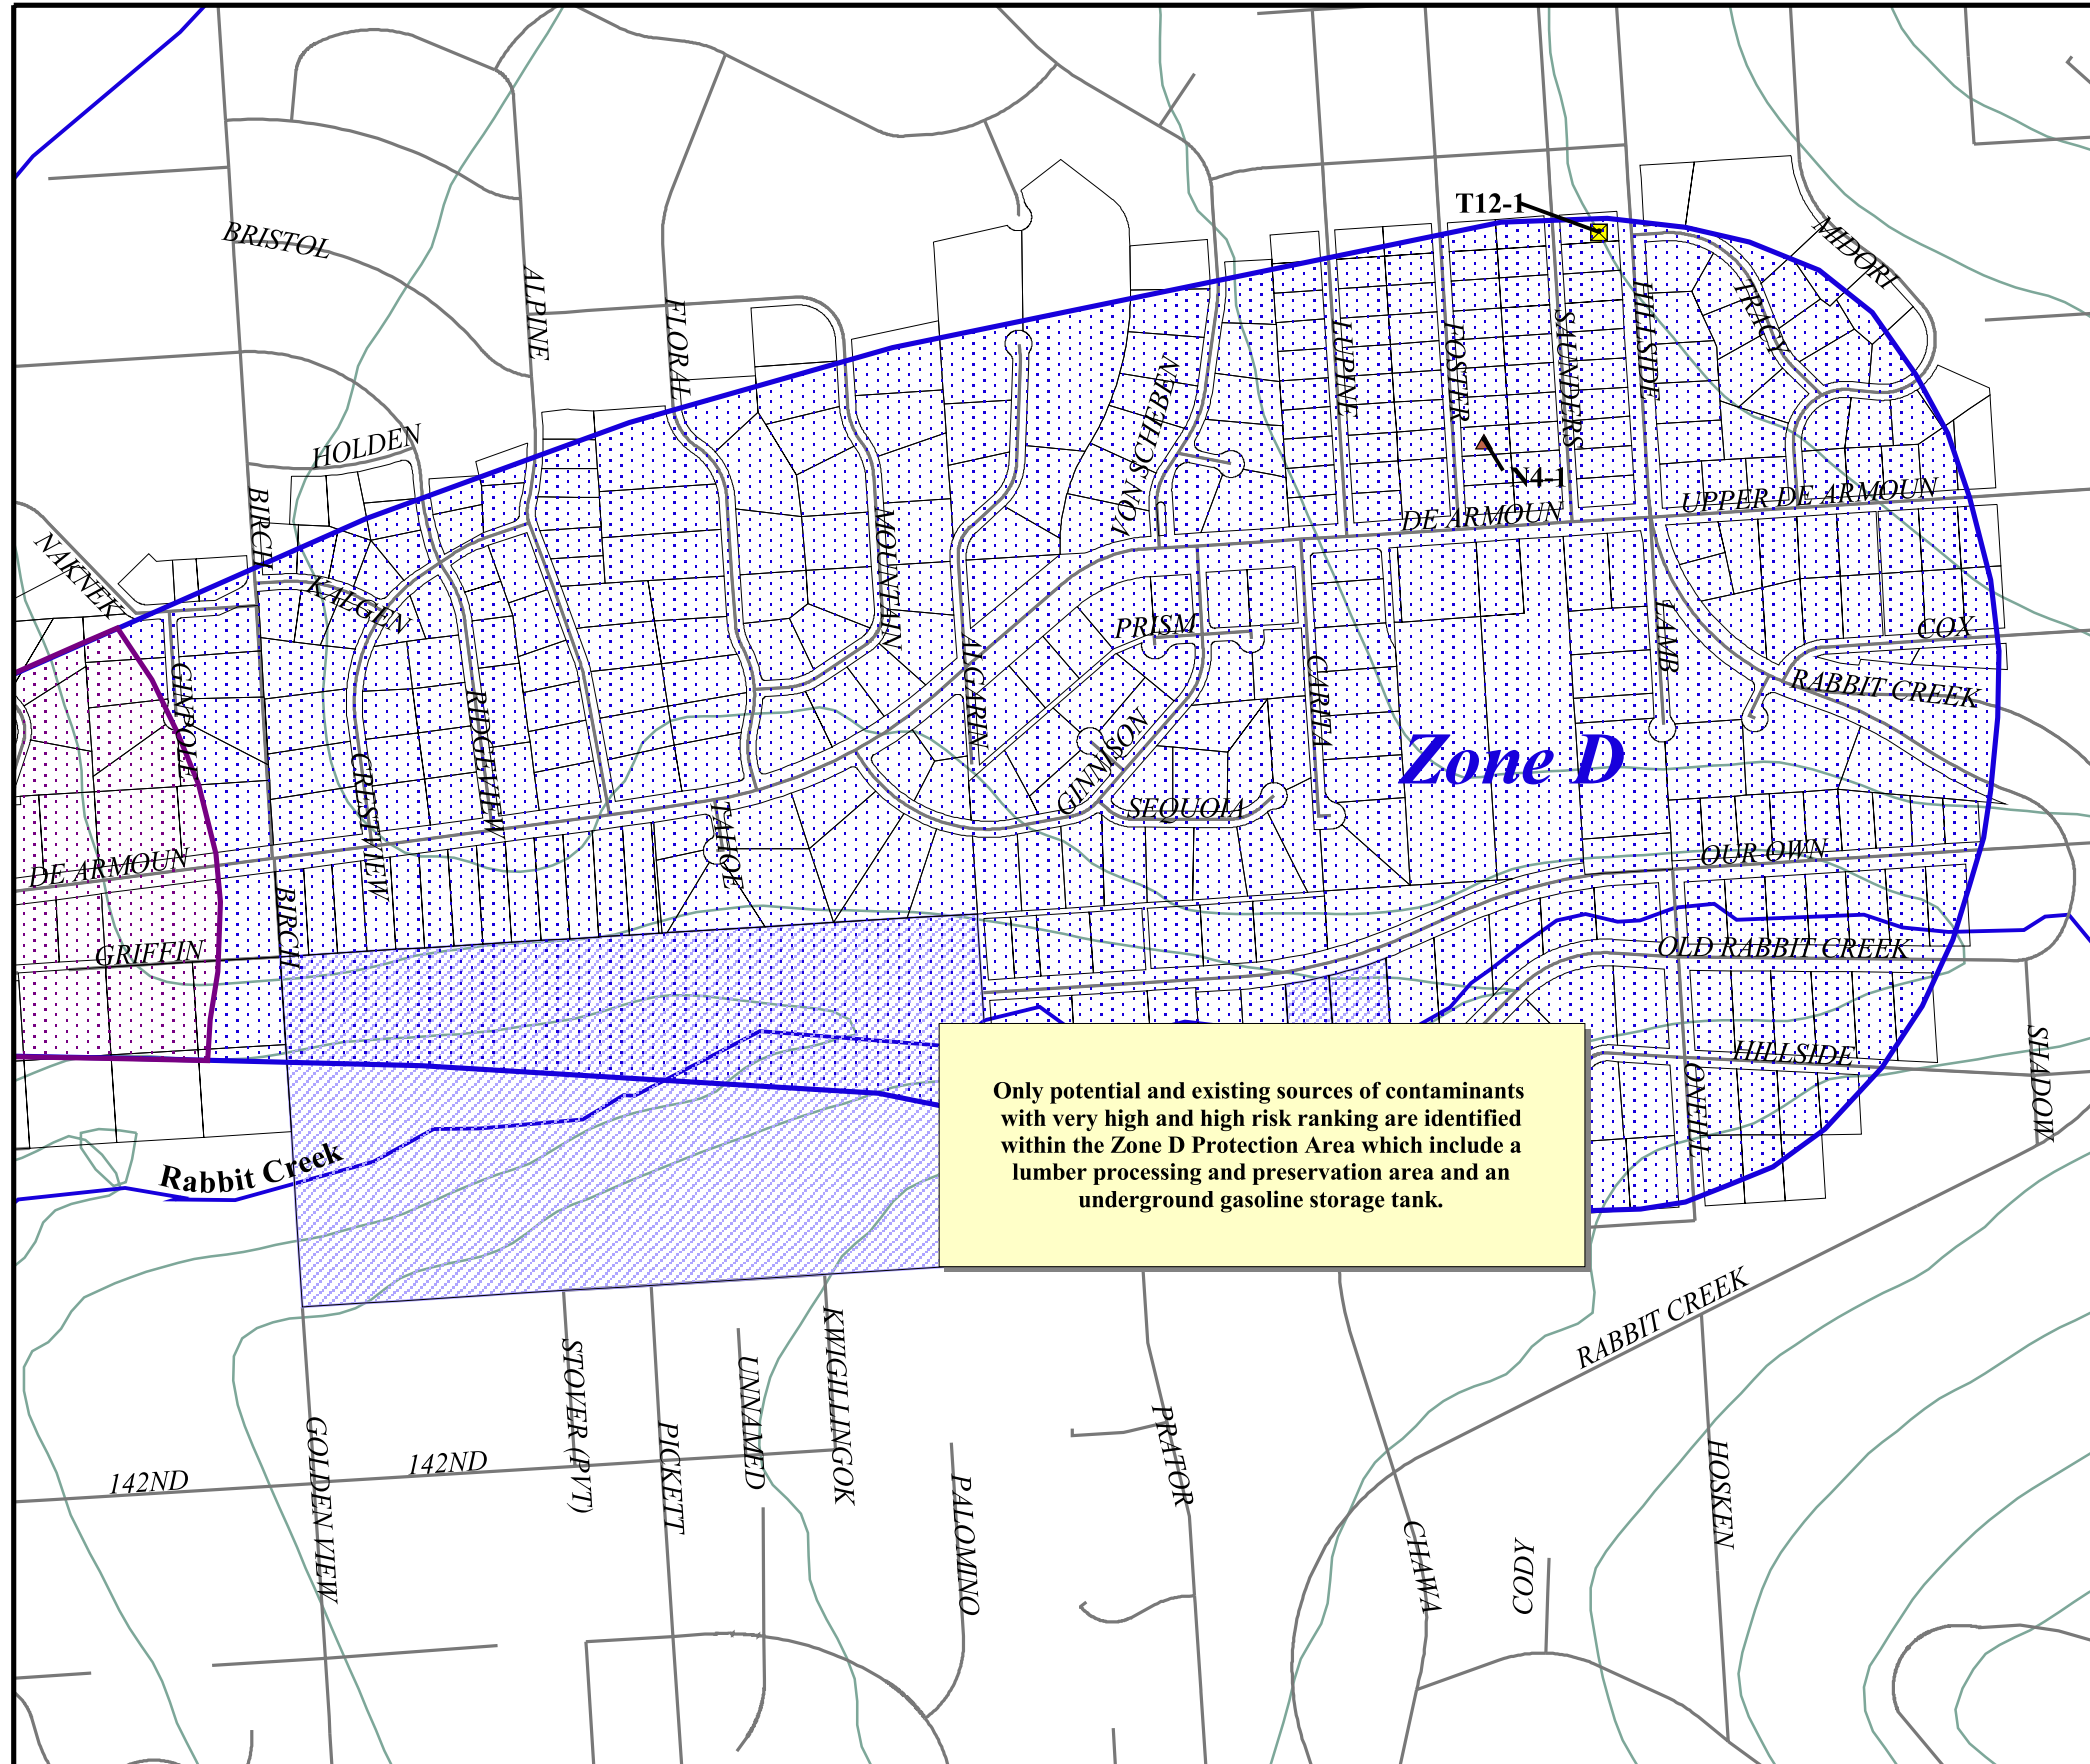 T12-1
BRISTOL
MIDORI
ALPINE
FLORAL
TRACY
HILLSIDE
SAUNDERS
FOSTER
LUPINE
VON SCHEBEN
HOLDEN
N4-1
UPPER DE ARMOUN
DE ARMOUN
BIRCH
MOUNTAIN
NAKNEK
KALGEN
PRISM
LAMB
COX
ALGARIN
CARITA
GINPOLE
RIDGEVIEW
RABBIT CREEK
GINNISON
Zone D
CRESTVIEW
SEQUOIA
TAHOE
OUR OWN
DE ARMOUN
BIRCH
GRIFFIN
OLD RABBIT CREEK
HILLSIDE
SHADOW
ONEILL
Only potential and existing sources of contaminants
with very high and high risk ranking are identified
within the Zone D Protection Area which include a
lumber processing and preservation area and an
underground gasoline storage tank.
Rabbit Creek
RABBIT CREEK
KWIGILLINGOK
STOVER (PVT)
UNNAMED
PICKETT
GOLDEN VIEW
142ND
142ND
PRATOR
PALOMINO
HOSKEN
CHAWA
CODY